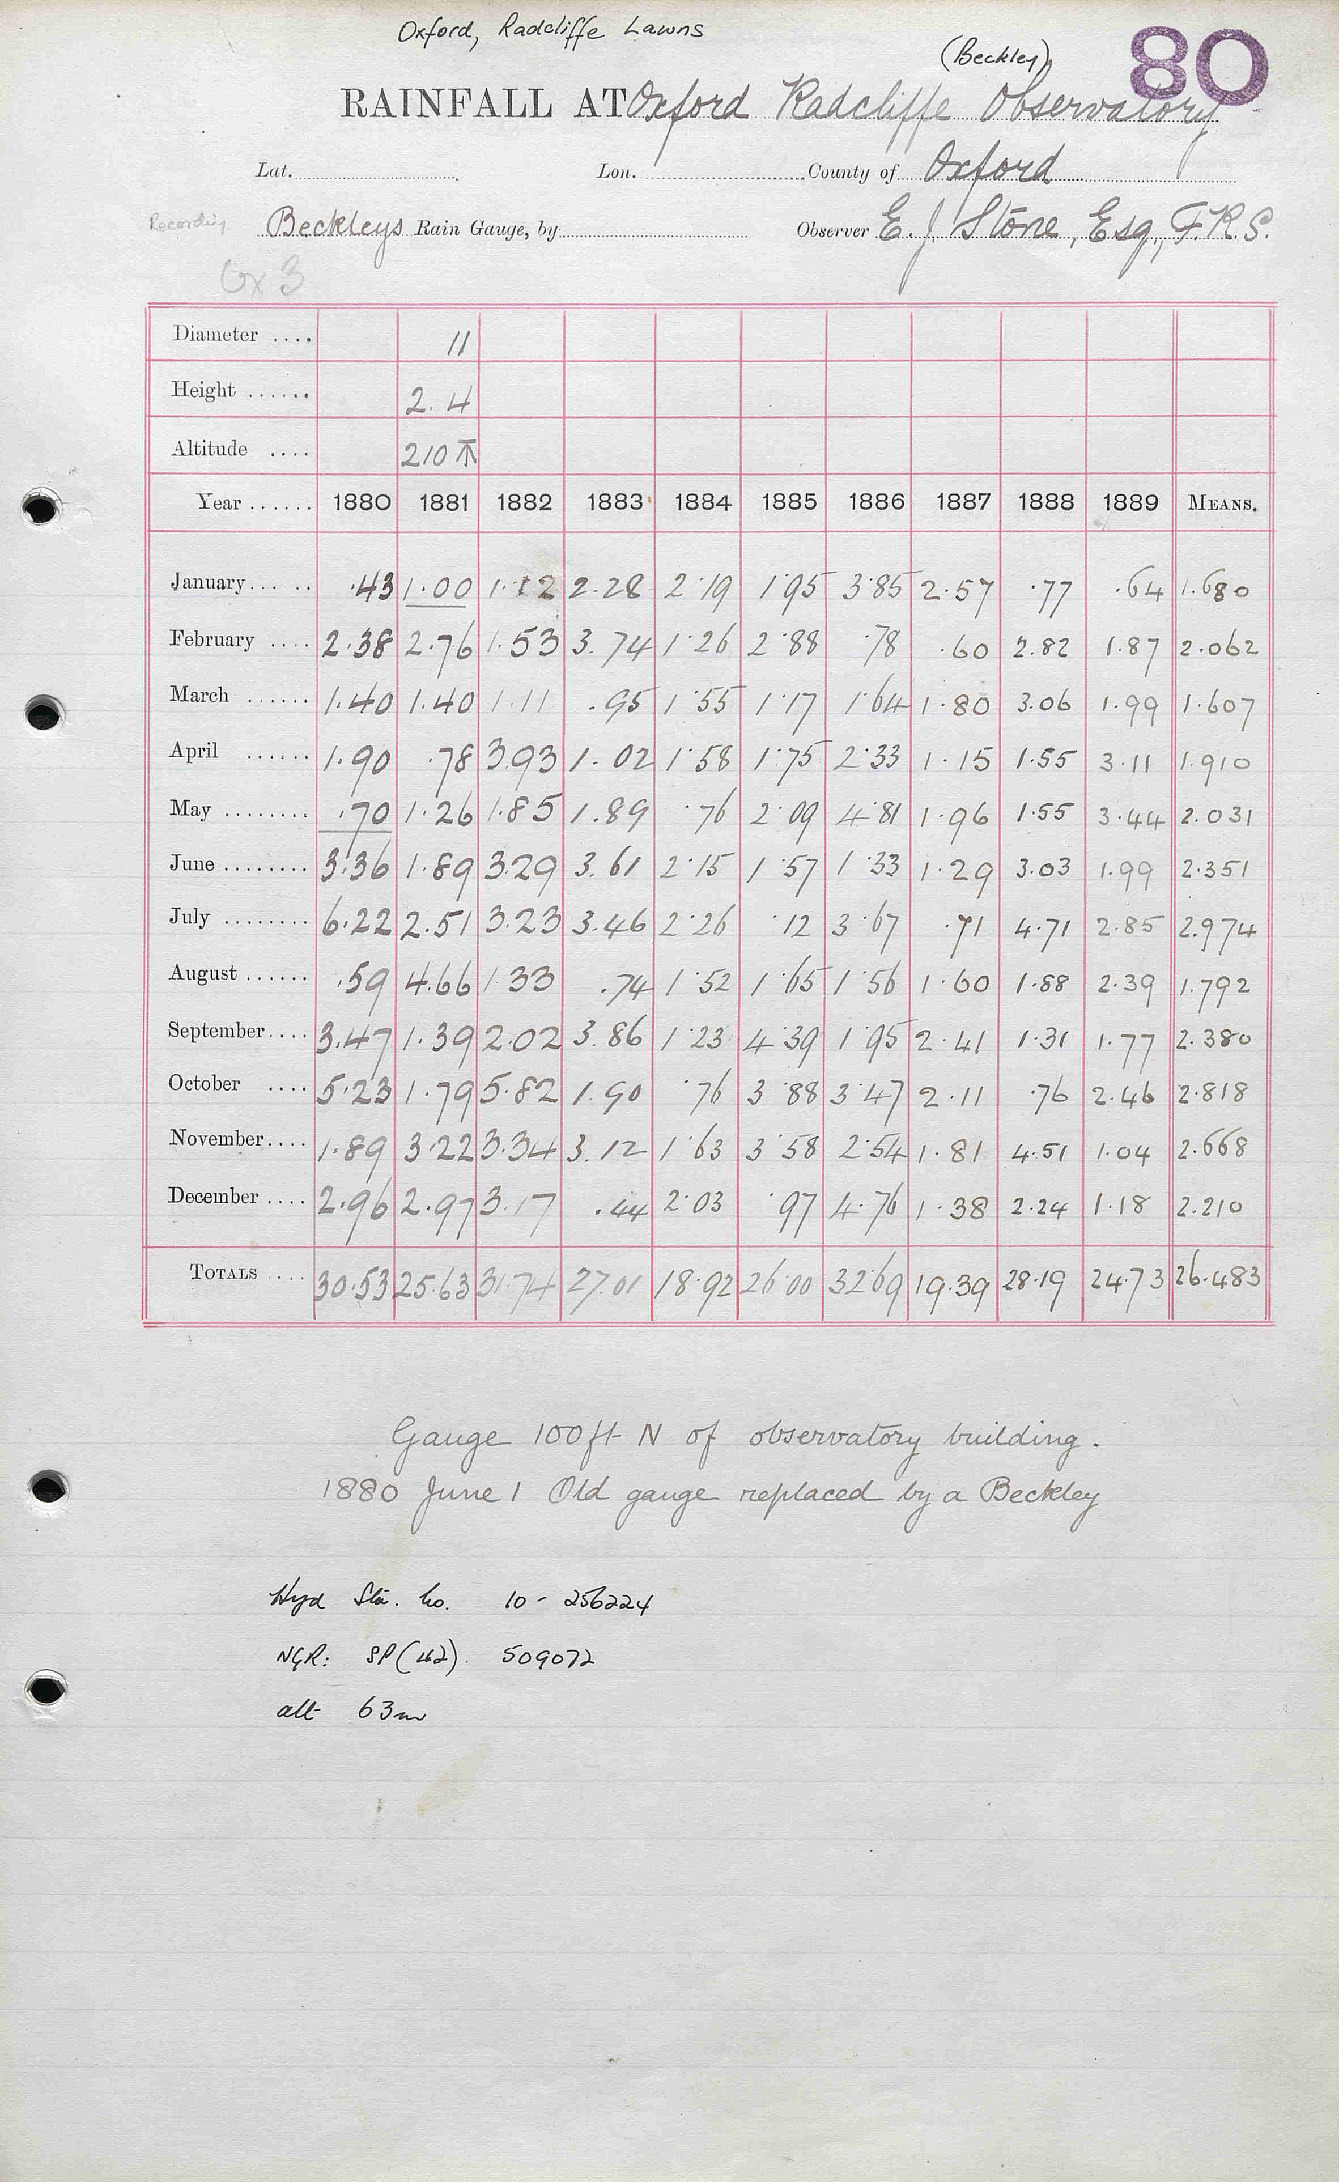 Oxford, Radcliffe Lawns
(Beckley)
80
RAINFALL AT Oxford Radcliffe Observatory
Lat. Lon. County of Oxford
Recording Beckleys Rain Gauge, by Observer E. J. Stone, Esq., F.R.S.
Ox 3
Diameter .... 11
Height ...... 2.4
Altitude .... 210
Year ...... 1880 1881 1882 1883 1884 1885 1886 1887 1888 1889 MEANS.
January ...... .43 1.00 1.12 2.28 2.19 1.95 3.85 2.57 .77 .64 1.680
February .... 2.38 2.76 1.53 3.74 1.26 2.88 .78 .60 2.82 1.87 2.062
March ...... 1.40 1.40 1.11 .95 1.55 1.17 1.64 1.80 3.06 1.99 1.607
April ...... 1.90 .78 3.93 1.02 1.58 1.75 2.33 1.15 1.55 3.11 1.910
May ........ .70 1.26 1.85 1.89 .76 2.09 4.81 1.96 1.55 3.44 2.031
June ........ 3.36 1.89 3.29 3.61 2.15 1.57 1.33 1.29 3.03 1.99 2.351
July ........ 6.22 2.51 3.23 3.46 2.26 .12 3.67 .71 4.71 2.85 2.974
August ...... .59 4.66 1.33 .74 1.52 1.65 1.56 1.60 1.88 2.39 1.792
September .... 3.47 1.39 2.02 3.86 1.23 4.39 1.95 2.41 1.31 1.77 2.380
October .... 5.23 1.79 5.82 1.90 .76 3.88 3.47 2.11 .76 2.46 2.818
November .... 1.89 3.22 3.34 3.12 1.63 3.58 2.54 1.81 4.51 1.04 2.668
December .... 2.96 2.97 3.17 .44 2.03 .97 4.76 1.38 2.24 1.18 2.210
TOTALS .... 30.53 25.63 31.74 27.01 18.92 26.00 32.69 19.39 28.19 24.73 26.483
Gauge 100ft N of observatory building.
1880 June 1 Old gauge replaced by a Beckley
Hyd Sta. No. 10 - 256224
NGR: SP (42) 509072
alt 63m